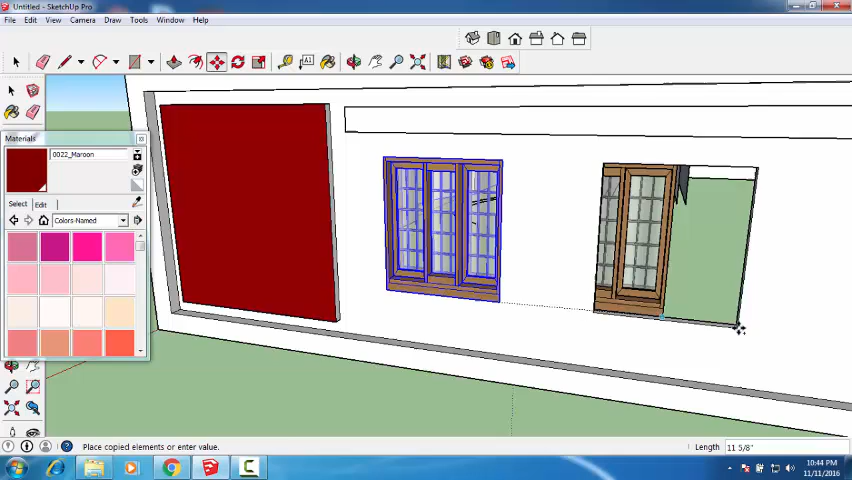 Untitled - SketchUp Pro
File Edit View Camera Draw Tools Window Help
A1
Materials
0022_Maroon
Select Edit
Colors-Named
Place copied elements or enter value.
Length 11 5/8"
10:44 PM
11/11/2016